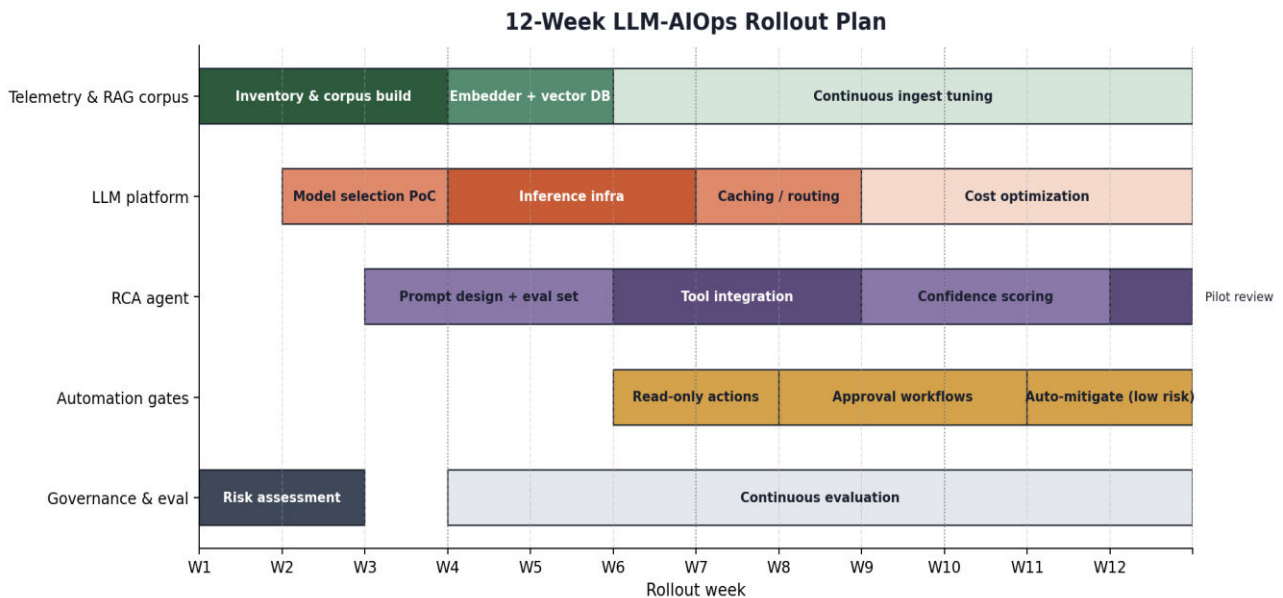 12-Week LLM-AIOps Rollout Plan
Telemetry & RAG corpus
Inventory & corpus build
Embedder + vector DB
Continuous ingest tuning
LLM platform
Model selection PoC
Inference infra
Caching / routing
Cost optimization
RCA agent
Prompt design + eval set
Tool integration
Confidence scoring
Pilot review
Automation gates
Read-only actions
Approval workflows
Auto-mitigate (low risk)
Governance & eval
Risk assessment
Continuous evaluation
W1 W2 W3 W4 W5 W6 W7 W8 W9 W10 W11 W12
Rollout week